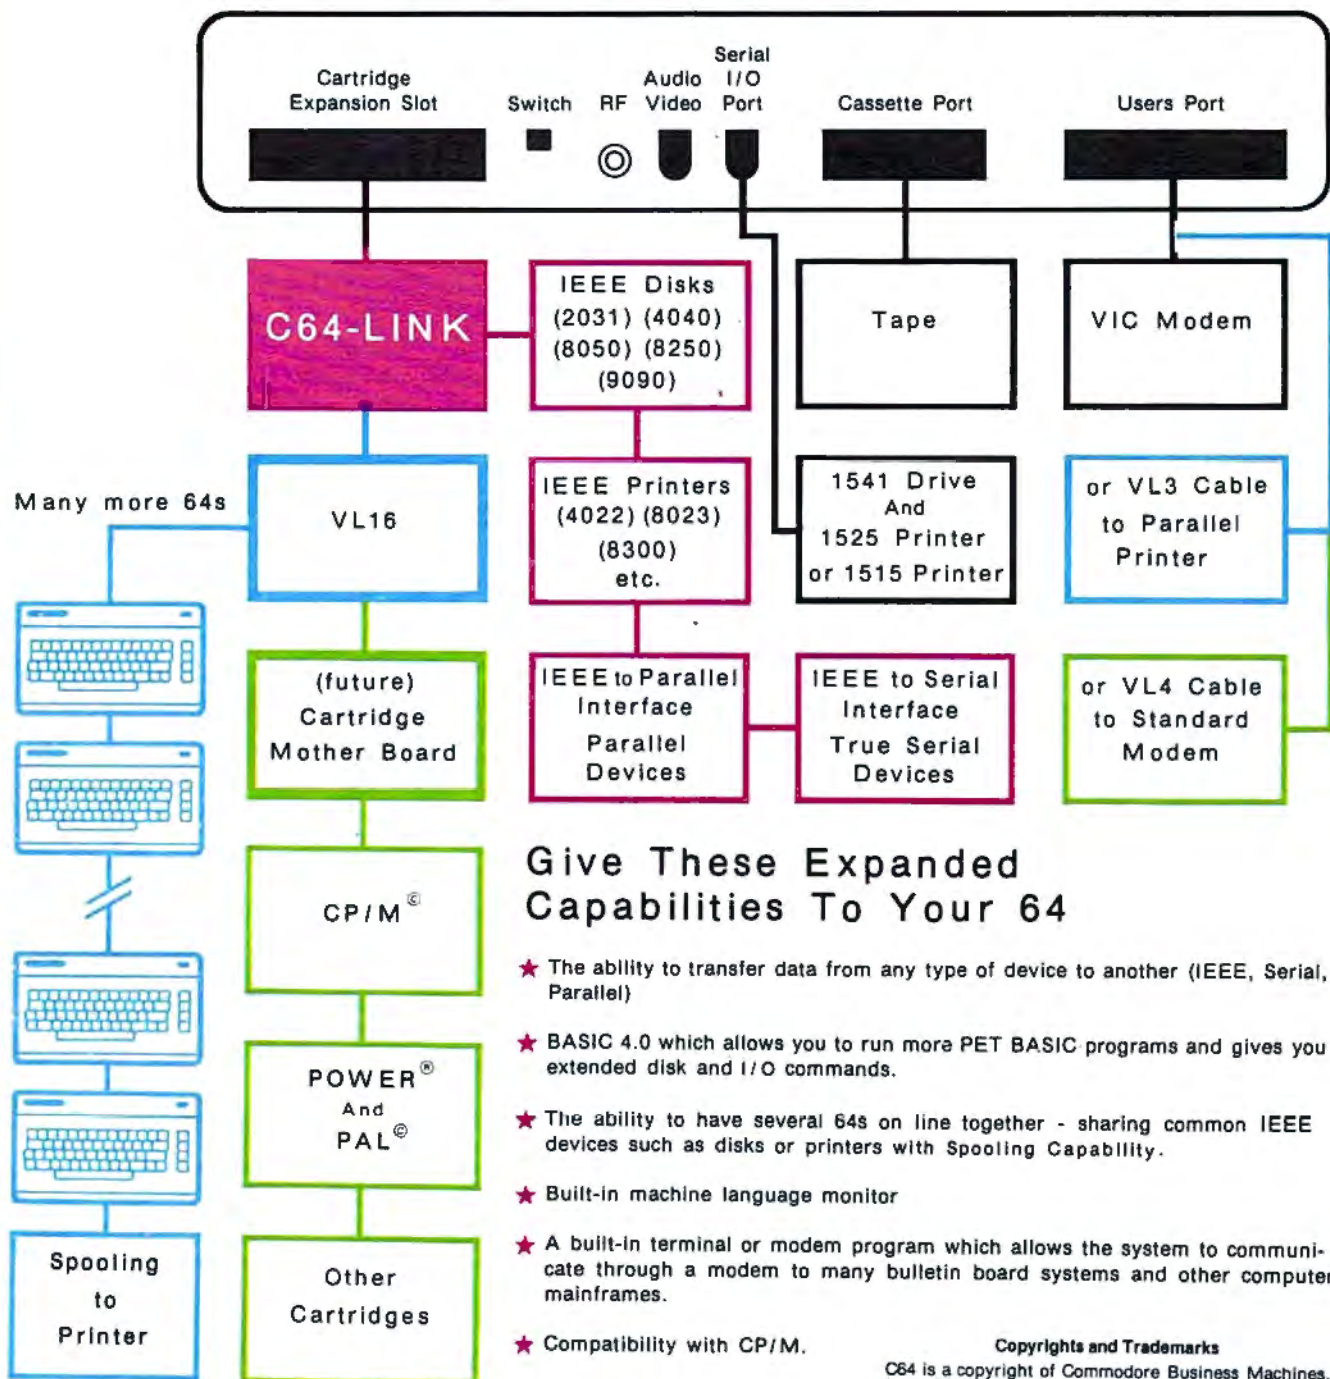 Cartridge
Expansion Slot
Switch
RF
Audio
Video
Serial
I/O
Port
Cassette Port
Users Port
C64-LINK
IEEE Disks
(2031) (4040)
(8050) (8250)
(9090)
Tape
VIC Modem
Many more 64s
VL16
IEEE Printers
(4022) (8023)
(8300)
etc.
1541 Drive
And
1525 Printer
or 1515 Printer
or VL3 Cable
to Parallel
Printer
(future)
Cartridge
Mother Board
IEEE to Parallel
Interface
Parallel
Devices
IEEE to Serial
Interface
True Serial
Devices
or VL4 Cable
to Standard
Modem
CP/M©
POWER®
And
PAL©
Spooling
to
Printer
Other
Cartridges
Give These Expanded
Capabilities To Your 64
★ The ability to transfer data from any type of device to another (IEEE, Serial,
Parallel)
★ BASIC 4.0 which allows you to run more PET BASIC programs and gives you
extended disk and I/O commands.
★ The ability to have several 64s on line together - sharing common IEEE
devices such as disks or printers with Spooling Capability.
★ Built-in machine language monitor
★ A built-in terminal or modem program which allows the system to communi-
cate through a modem to many bulletin board systems and other computer
mainframes.
★ Compatibility with CP/M.
Copyrights and Trademarks
C64 is a copyright of Commodore Business Machines,